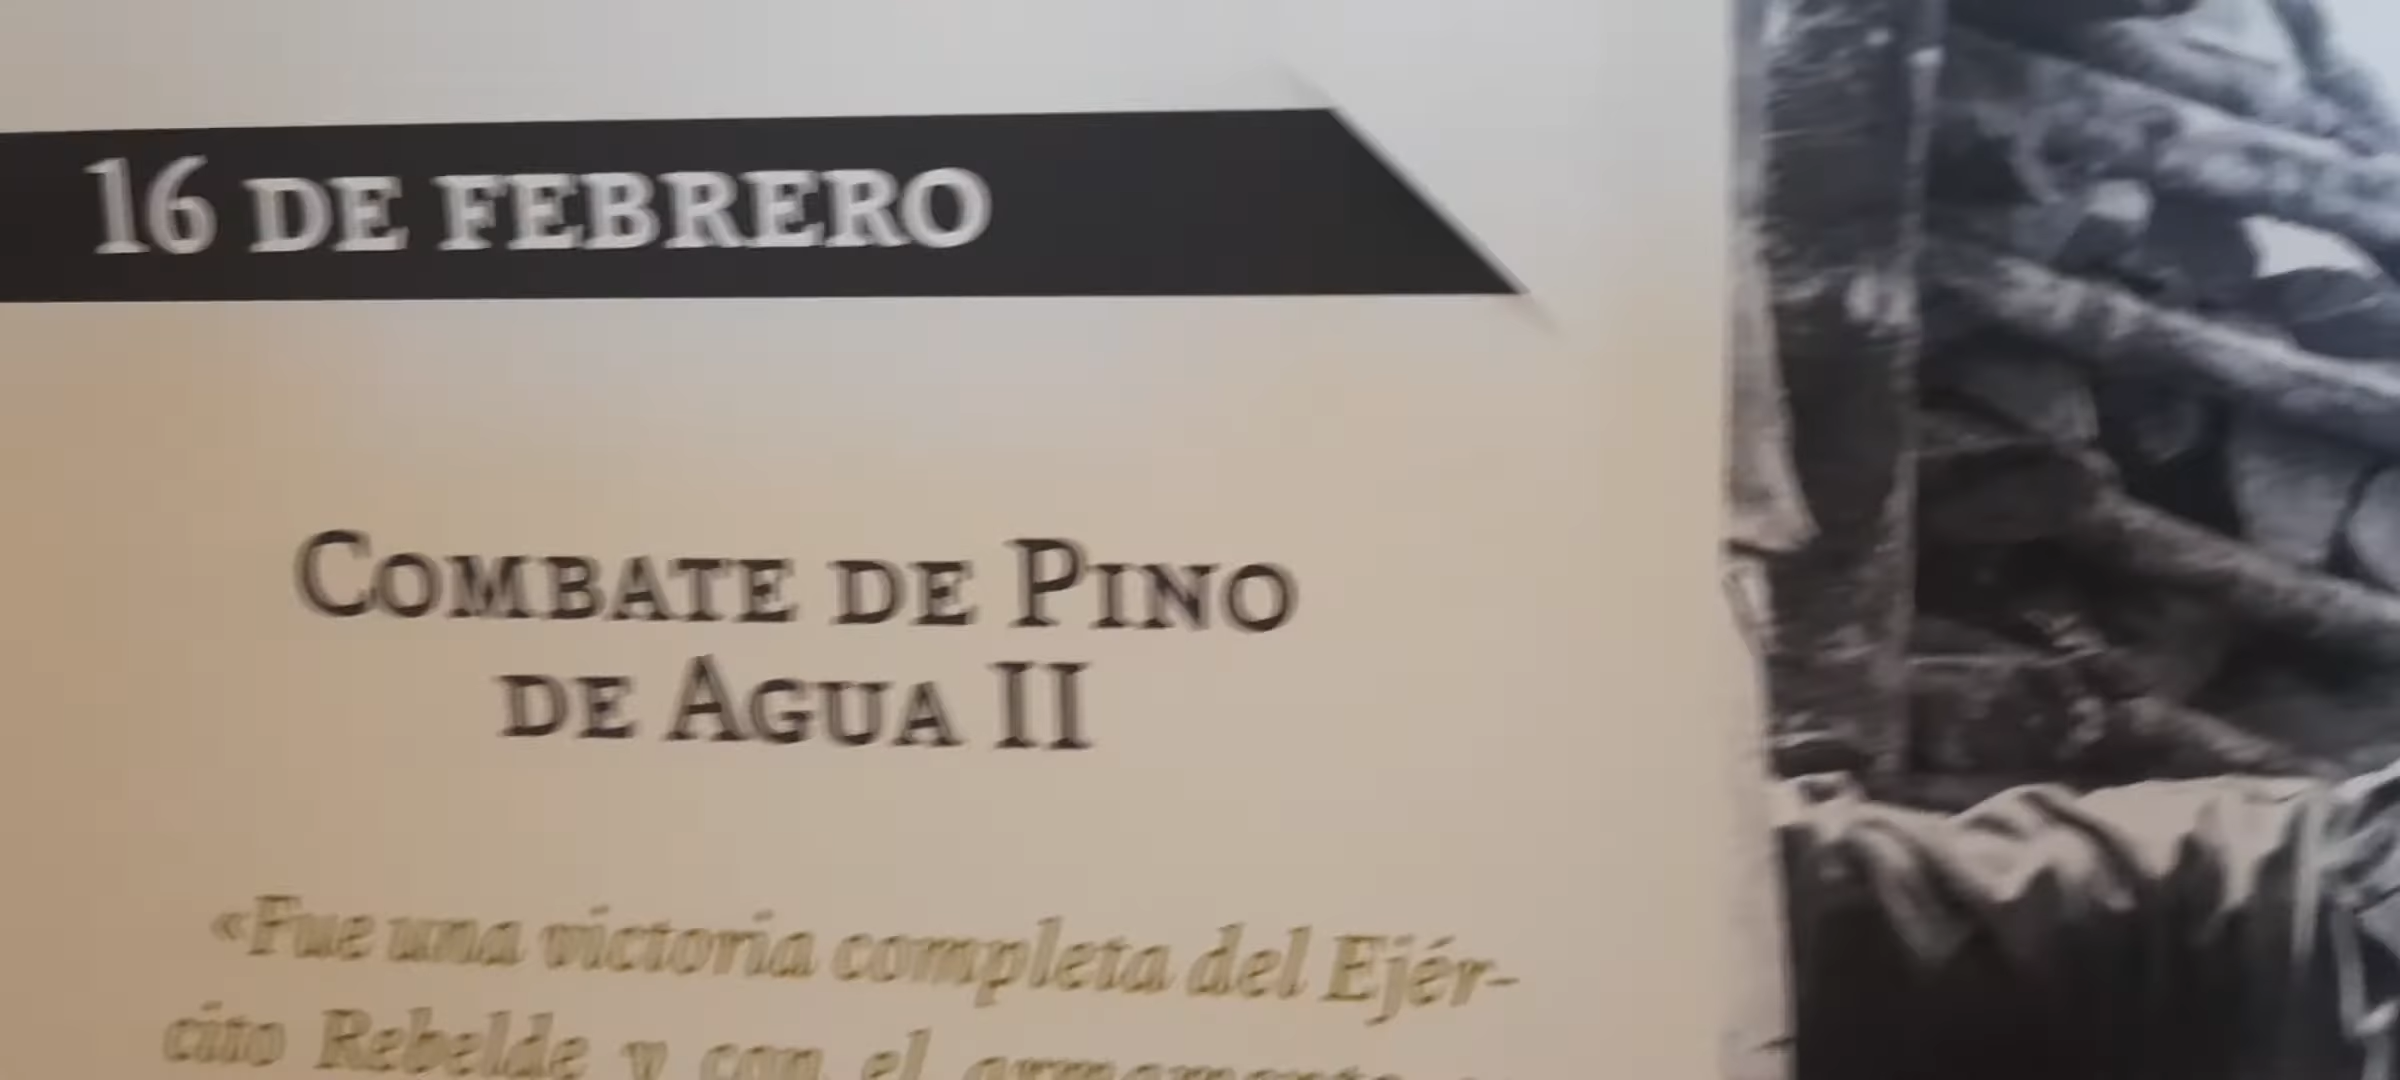 16 DE FEBRERO
COMBATE DE PINO
DE AGUA II
«Fue una victoria completa del Ejér-
cito Rebelde y con el armamento